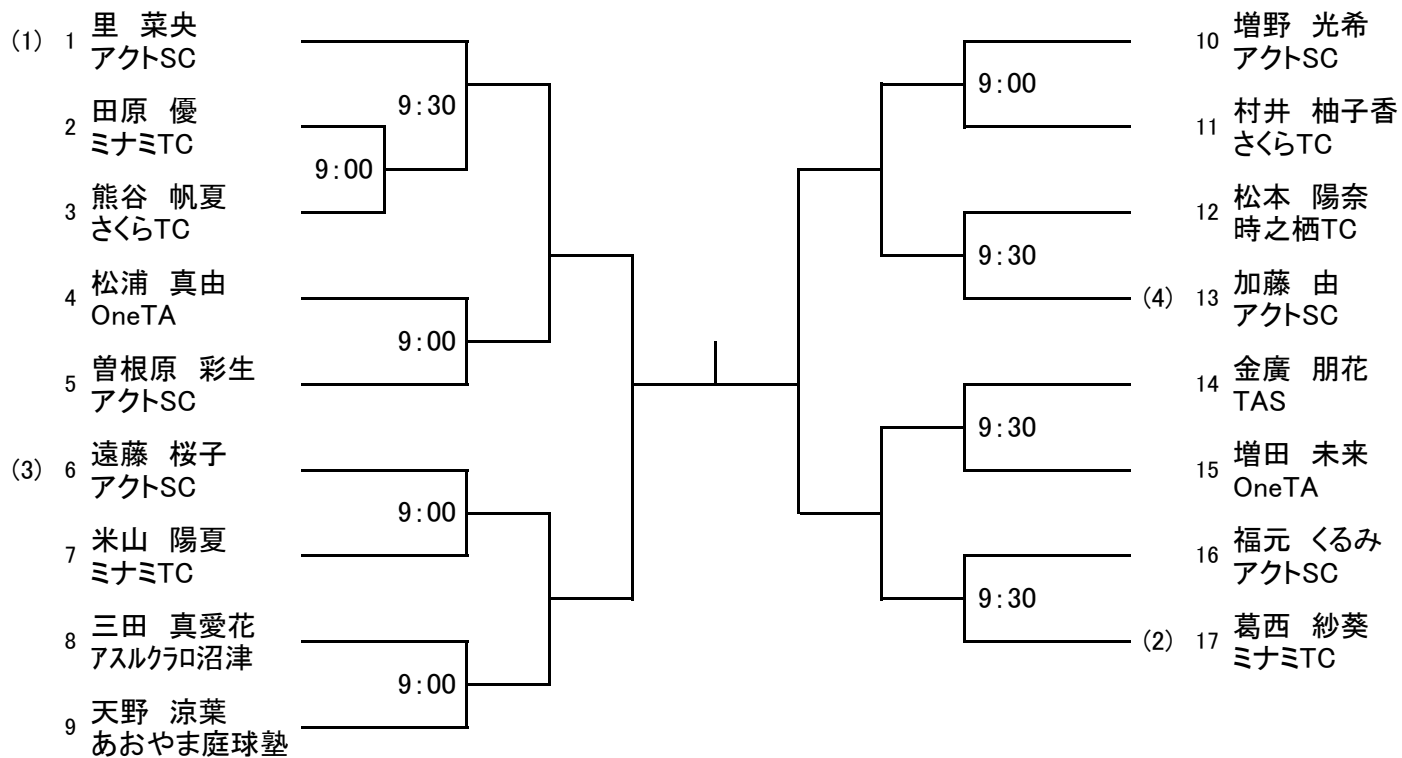 (1) 1 里 菜央
アクトSC
9:30
2 田原 優
ミナミTC
9:00
3 熊谷 帆夏
さくらTC
4 松浦 真由
OneTA
9:00
5 曽根原 彩生
アクトSC
(3) 6 遠藤 桜子
アクトSC
9:00
7 米山 陽夏
ミナミTC
8 三田 真愛花
ｱｽﾙｸﾗﾛ沼津
9:00
9 天野 涼葉
あおやま庭球塾
10 増野 光希
アクトSC
9:00
11 村井 柚子香
さくらTC
12 松本 陽奈
時之栖TC
9:30
(4) 13 加藤 由
アクトSC
14 金廣 朋花
TAS
9:30
15 増田 未来
OneTA
16 福元 くるみ
アクトSC
9:30
(2) 17 葛西 紗葵
ミナミTC